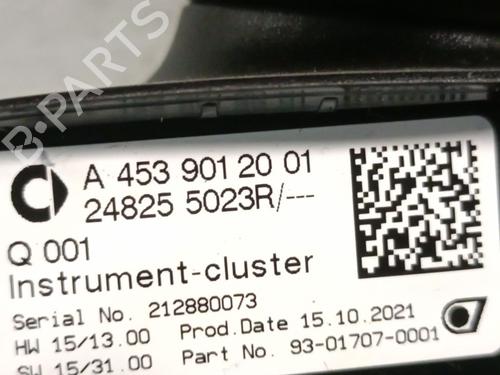 B-PARTS
A 453 901 20 01
24825 5023R/---
Q 001
Instrument-cluster
Serial No. 212880073
HW 15/13.00 Prod.Date 15.10.2021
SW 15/31.00 Part No. 93-01707-0001